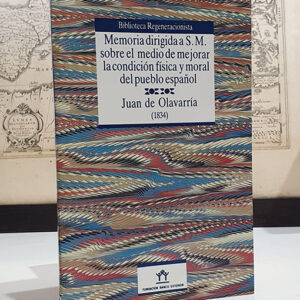 Biblioteca Regeneracionista
Memoria dirigida a S. M.
sobre el medio de mejorar
la condición física y moral
del pueblo español
Juan de Olavarría
(1834)
FUNDACIÓN BANCO EXTERIOR